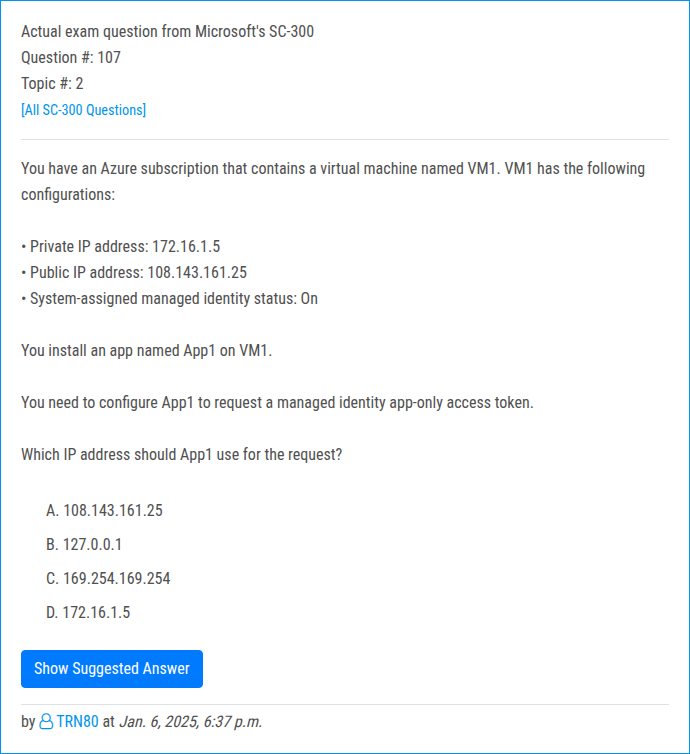 Actual exam question from Microsoft's SC-300
Question #: 107
Topic #: 2
[All SC-300 Questions]
You have an Azure subscription that contains a virtual machine named VM1. VM1 has the following
configurations:
• Private IP address: 172.16.1.5
• Public IP address: 108.143.161.25
• System-assigned managed identity status: On
You install an app named App1 on VM1.
You need to configure App1 to request a managed identity app-only access token.
Which IP address should App1 use for the request?
A. 108.143.161.25
B. 127.0.0.1
C. 169.254.169.254
D. 172.16.1.5
Show Suggested Answer
by TRN80 at Jan. 6, 2025, 6:37 p.m.